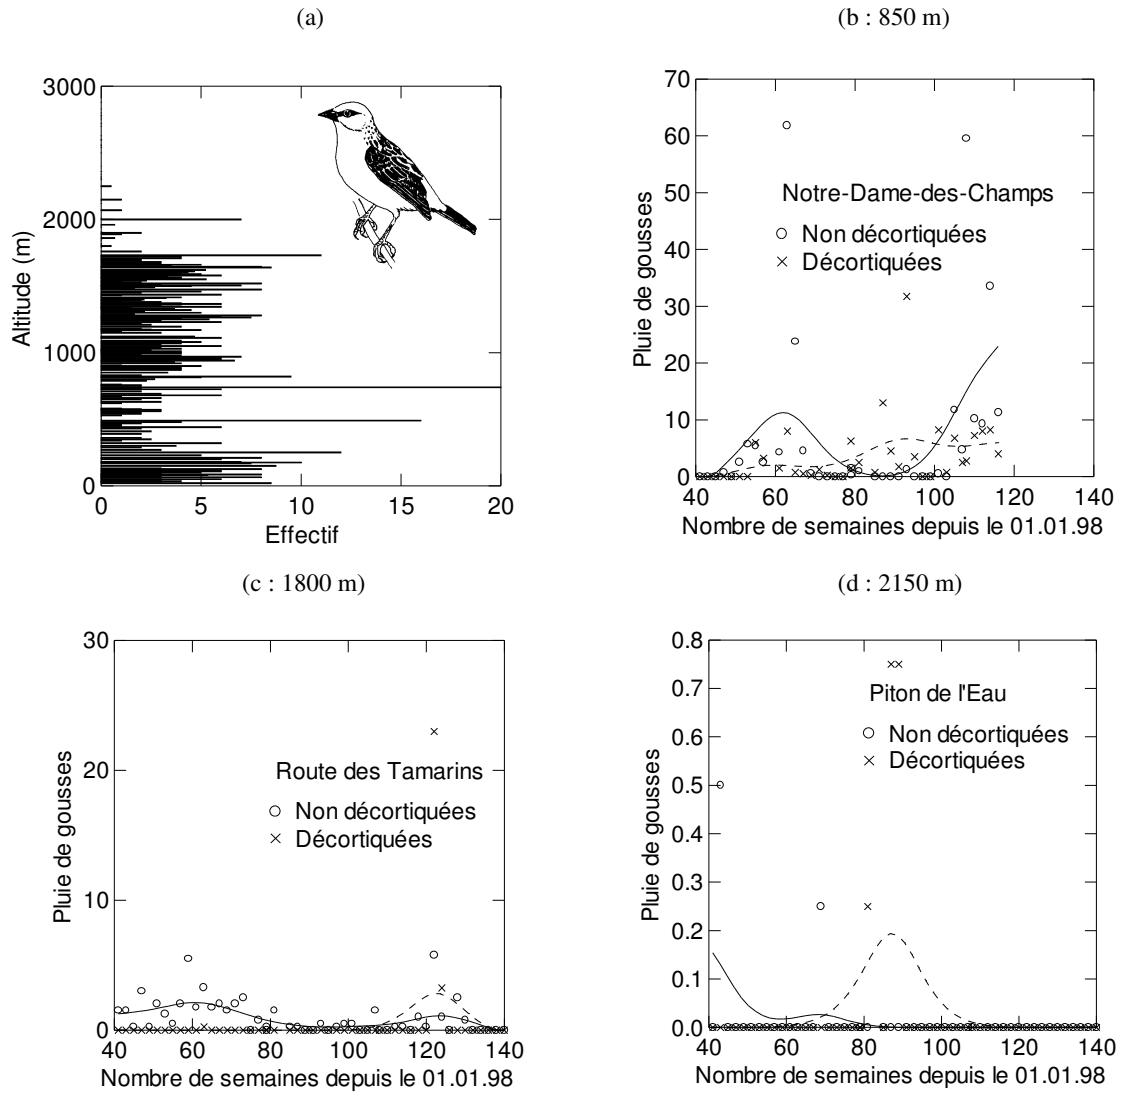 (a)
3000
2000
1000
0
Altitude (m)
0 5 10 15 20
Effectif
(b : 850 m)
70
60
50
40
30
20
10
0
Pluie de gousses
Notre-Dame-des-Champs
Non décortiquées
Décortiquées
40 60 80 100 120 140
Nombre de semaines depuis le 01.01.98
(c : 1800 m)
30
20
10
0
Pluie de gousses
Route des Tamarins
Non décortiquées
Décortiquées
40 60 80 100 120 140
Nombre de semaines depuis le 01.01.98
(d : 2150 m)
0.8
0.7
0.6
0.5
0.4
0.3
0.2
0.1
0.0
Pluie de gousses
Piton de l'Eau
Non décortiquées
Décortiquées
40 60 80 100 120 140
Nombre de semaines depuis le 01.01.98